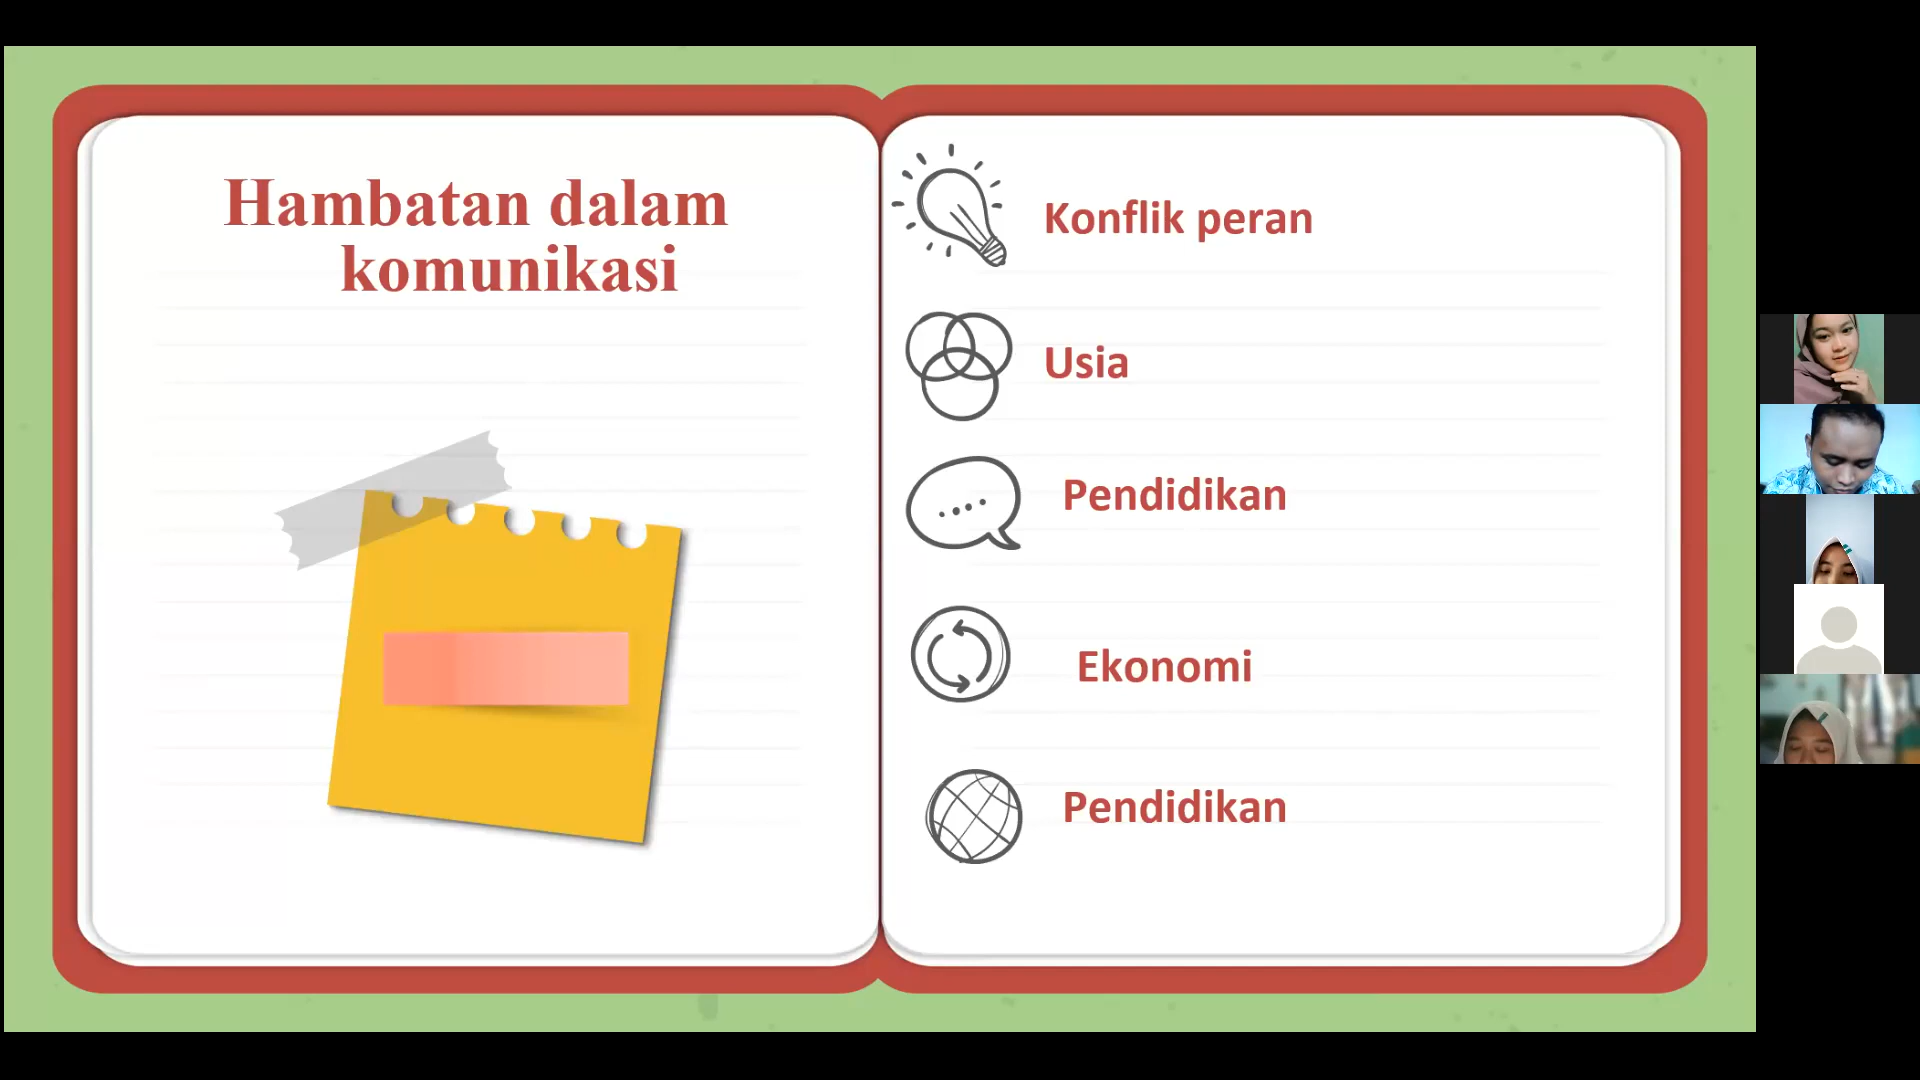 Hambatan dalam
komunikasi
Konflik peran
Usia
Pendidikan
Ekonomi
Pendidikan